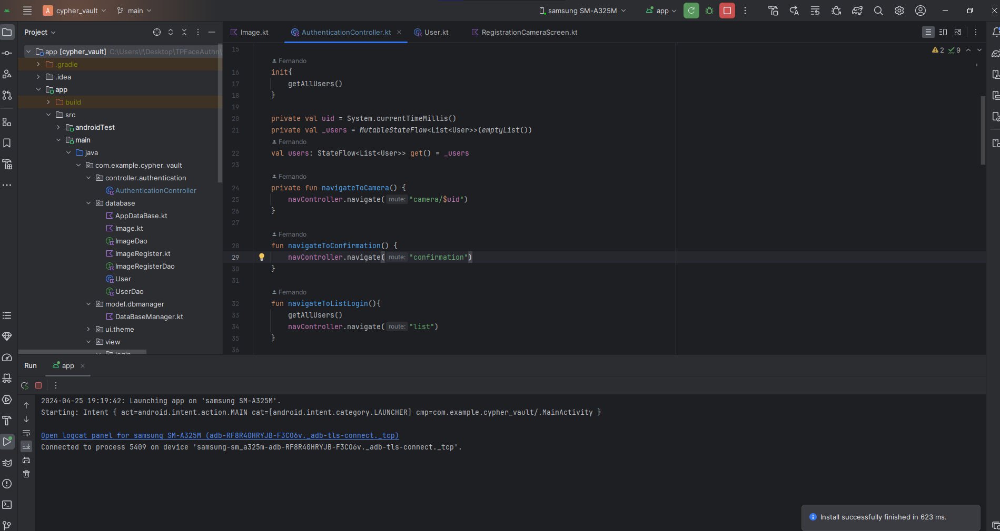 A cypher_vault main samsung SM-A325M app
Project
Image.kt AuthenticationController.kt User.kt RegistrationCameraScreen.kt
app [cypher_vault] C:\Users\l\Desktop\TPFaceAuthn\
.gradle
.idea
app
build
src
androidTest
main
java
com.example.cypher_vault
controller.authentication
AuthenticationController
database
AppDataBase.kt
Image.kt
ImageDao
ImageRegister.kt
ImageRegisterDao
User
UserDao
model.dbmanager
DataBaseManager.kt
ui.theme
view
login
2 9
15
Fernando
16 init{
17 getAllUsers()
18 }
19
20 private val uid = System.currentTimeMillis()
21 private val _users = MutableStateFlow<List<User>>(emptyList())
Fernando
22 val users: StateFlow<List<User>> get() = _users
23
Fernando
24 private fun navigateToCamera() {
25 navController.navigate( route: "camera/$uid")
26 }
27
Fernando
28 fun navigateToConfirmation() {
29 navController.navigate( route: "confirmation")
30 }
31
Fernando
32 fun navigateToListLogin(){
33 getAllUsers()
34 navController.navigate( route: "list")
35 }
36
Run app
2024-04-25 19:19:42: Launching app on 'samsung SM-A325M'.
Starting: Intent { act=android.intent.action.MAIN cat=[android.intent.category.LAUNCHER] cmp=com.example.cypher_vault/.MainActivity }
Open logcat panel for samsung SM-A325M (adb-RF8R40HRYJB-F3CO6v._adb-tls-connect._tcp)
Connected to process 5409 on device 'samsung-sm_a325m-adb-RF8R40HRYJB-F3CO6v._adb-tls-connect._tcp'.
Install successfully finished in 623 ms.